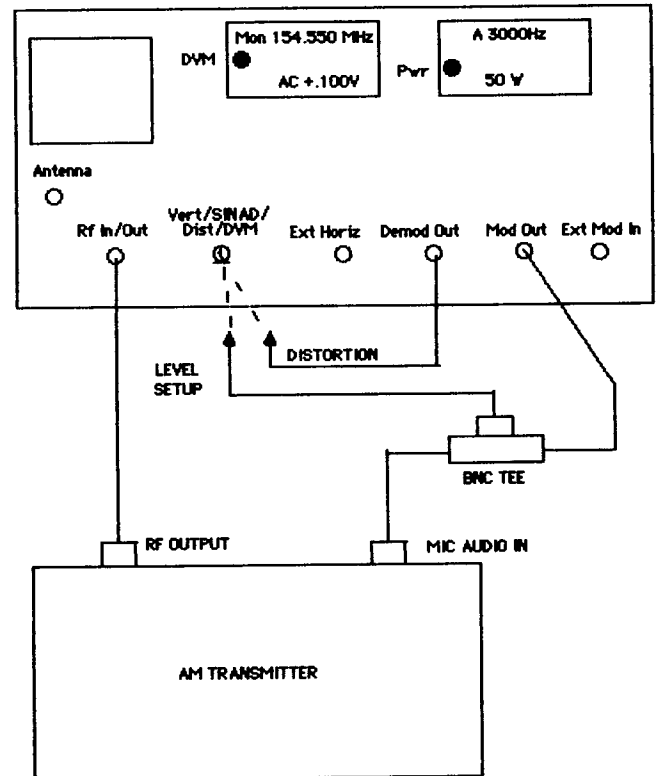 Mon 154.550 MHz
DVM
AC +.100V
A 3000Hz
Pwr
50 W
Antenna
Rf In/Out
Vert/SINAD/
Dist/DVM
Ext Horiz
Demod Out
Mod Out
Ext Mod In
DISTORTION
LEVEL
SETUP
BNC TEE
RF OUTPUT
MIC AUDIO IN
AM TRANSMITTER